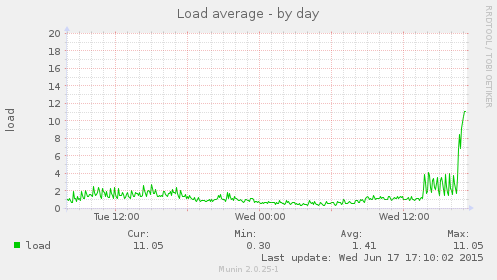 Load average - by day
RRDTOOL / TOBI OETIKER
load
20
18
16
14
12
10
8
6
4
2
0
Tue 12:00 Wed 00:00 Wed 12:00
Cur: Min: Avg: Max:
load 11.05 0.30 1.41 11.05
Last update: Wed Jun 17 17:10:02 2015
Munin 2.0.25-1